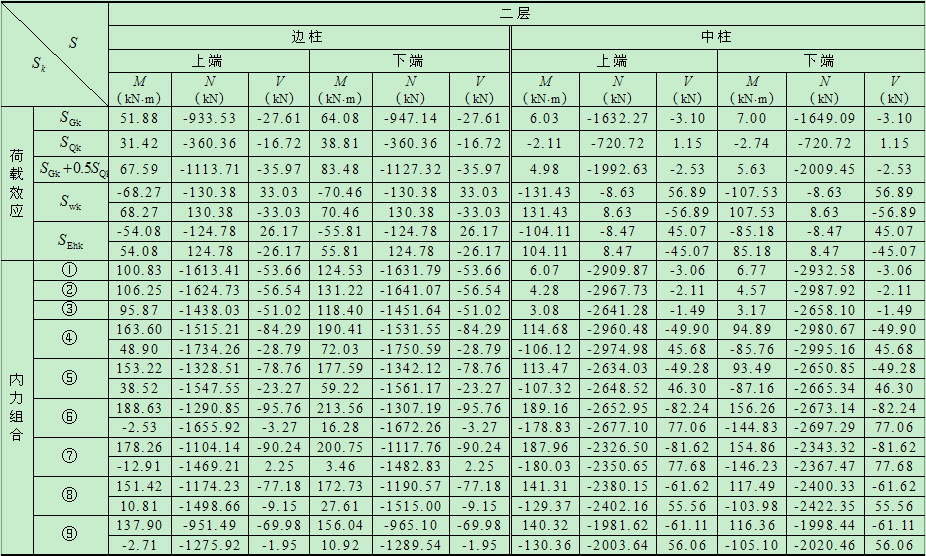 S
Sk
二层
边柱 中柱
上端 下端 上端 下端
M N V M N V M N V M N V
(kN·m) (kN) (kN) (kN·m) (kN) (kN) (kN·m) (kN) (kN) (kN·m) (kN) (kN)
荷载效应
SGk 51.88 -933.53 -27.61 64.08 -947.14 -27.61 6.03 -1632.27 -3.10 7.00 -1649.09 -3.10
SQk 31.42 -360.36 -16.72 38.81 -360.36 -16.72 -2.11 -720.72 1.15 -2.74 -720.72 1.15
SGk+0.5SQk 67.59 -1113.71 -35.97 83.48 -1127.32 -35.97 4.98 -1992.63 -2.53 5.63 -2009.45 -2.53
Swk -68.27 -130.38 33.03 -70.46 -130.38 33.03 -131.43 -8.63 56.89 -107.53 -8.63 56.89
68.27 130.38 -33.03 70.46 130.38 -33.03 131.43 8.63 -56.89 107.53 8.63 -56.89
SEhk -54.08 -124.78 26.17 -55.81 -124.78 26.17 -104.11 -8.47 45.07 -85.18 -8.47 45.07
54.08 124.78 -26.17 55.81 124.78 -26.17 104.11 8.47 -45.07 85.18 8.47 -45.07
内力组合
① 100.83 -1613.41 -53.66 124.53 -1631.79 -53.66 6.07 -2909.87 -3.06 6.77 -2932.58 -3.06
② 106.25 -1624.73 -56.54 131.22 -1641.07 -56.54 4.28 -2967.73 -2.11 4.57 -2987.92 -2.11
③ 95.87 -1438.03 -51.02 118.40 -1451.64 -51.02 3.08 -2641.28 -1.49 3.17 -2658.10 -1.49
④ 163.60 -1515.21 -84.29 190.41 -1531.55 -84.29 114.68 -2960.48 -49.90 94.89 -2980.67 -49.90
48.90 -1734.26 -28.79 72.03 -1750.59 -28.79 -106.12 -2974.98 45.68 -85.76 -2995.16 45.68
⑤ 153.22 -1328.51 -78.76 177.59 -1342.12 -78.76 113.47 -2634.03 -49.28 93.49 -2650.85 -49.28
38.52 -1547.55 -23.27 59.22 -1561.17 -23.27 -107.32 -2648.52 46.30 -87.16 -2665.34 46.30
⑥ 188.63 -1290.85 -95.76 213.56 -1307.19 -95.76 189.16 -2652.95 -82.24 156.26 -2673.14 -82.24
-2.53 -1655.92 -3.27 16.28 -1672.26 -3.27 -178.83 -2677.10 77.06 -144.83 -2697.29 77.06
⑦ 178.26 -1104.14 -90.24 200.75 -1117.76 -90.24 187.96 -2326.50 -81.62 154.86 -2343.32 -81.62
-12.91 -1469.21 2.25 3.46 -1482.83 2.25 -180.03 -2350.65 77.68 -146.23 -2367.47 77.68
⑧ 151.42 -1174.23 -77.18 172.73 -1190.57 -77.18 141.31 -2380.15 -61.62 117.49 -2400.33 -61.62
10.81 -1498.66 -9.15 27.61 -1515.00 -9.15 -129.37 -2402.16 55.56 -103.98 -2422.35 55.56
⑨ 137.90 -951.49 -69.98 156.04 -965.10 -69.98 140.32 -1981.62 -61.11 116.36 -1998.44 -61.11
-2.71 -1275.92 -1.95 10.92 -1289.54 -1.95 -130.36 -2003.64 56.06 -105.10 -2020.46 56.06